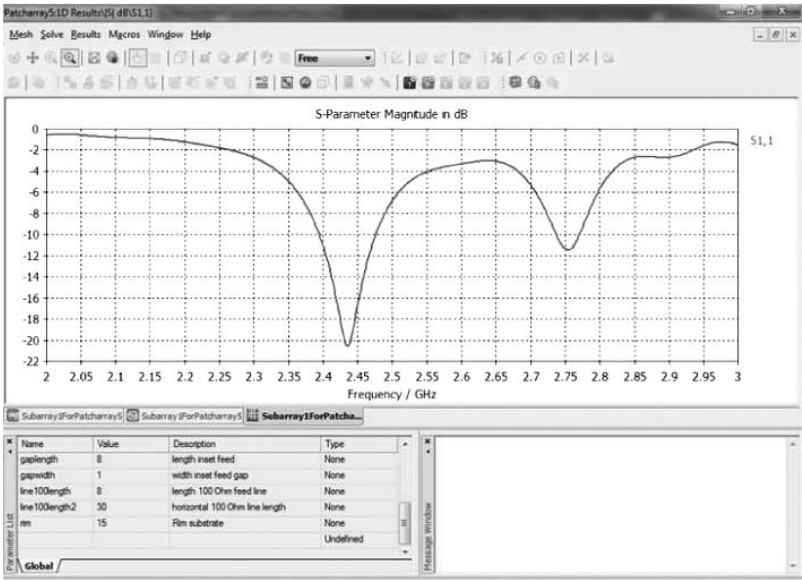 Patcharray5:1D Results\|S| dB\S1,1]
Mesh Solve Results Macros Window Help
Free
S-Parameter Magntude in dB
0
-2
-4
-6
-8
-10
-12
-14
-16
-18
-20
-22
S1,1
2 2.05 2.1 2.15 2.2 2.25 2.3 2.35 2.4 2.45 2.5 2.55 2.6 2.65 2.7 2.75 2.8 2.85 2.9 2.95 3
Frequency / GHz
Subarray1ForPatcharray5 Subarray1ForPatcharray5 Subarray1ForPatcha...
Parameter List
Name Value Description Type
gaplength 8 length inset feed None
gapwidth 1 width inset feed gap None
line100length 8 length 100 Ohm feed line None
line100length2 30 horizontal 100 Ohm line length None
rim 15 Rim substrate None
Undefined
Global
Message Window